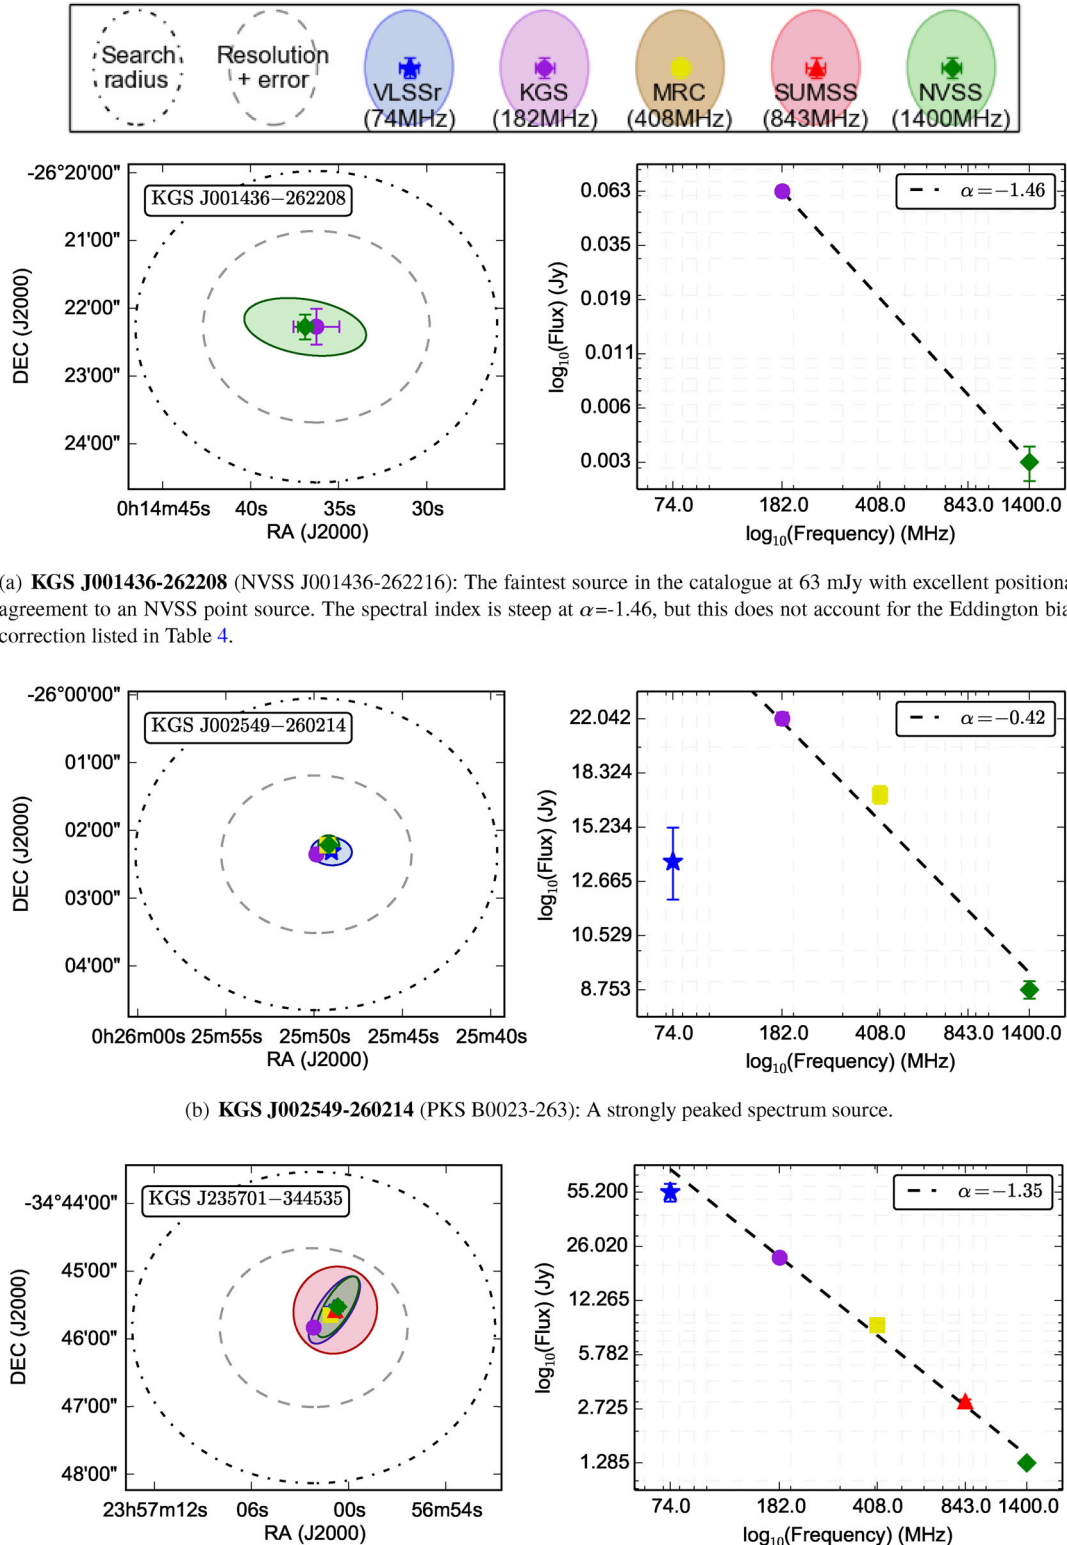 Search radius
Resolution + error
VLSSr (74MHz)
KGS (182MHz)
MRC (408MHz)
SUMSS (843MHz)
NVSS (1400MHz)
KGS J001436−262208
-26°20'00"
21'00"
22'00"
23'00"
24'00"
DEC (J2000)
0h14m45s 40s 35s 30s
RA (J2000)
α=−1.46
0.063
0.035
0.019
0.011
0.006
0.003
log10(Flux) (Jy)
74.0 182.0 408.0 843.0 1400.0
log10(Frequency) (MHz)
(a) KGS J001436-262208 (NVSS J001436-262216): The faintest source in the catalogue at 63 mJy with excellent positiona
agreement to an NVSS point source. The spectral index is steep at α=-1.46, but this does not account for the Eddington bia
correction listed in Table 4.
KGS J002549−260214
-26°00'00"
01'00"
02'00"
03'00"
04'00"
DEC (J2000)
0h26m00s 25m55s 25m50s 25m45s 25m40s
RA (J2000)
α=−0.42
22.042
18.324
15.234
12.665
10.529
8.753
log10(Flux) (Jy)
74.0 182.0 408.0 843.0 1400.0
log10(Frequency) (MHz)
(b) KGS J002549-260214 (PKS B0023-263): A strongly peaked spectrum source.
KGS J235701−344535
-34°44'00"
45'00"
46'00"
47'00"
48'00"
DEC (J2000)
23h57m12s 06s 00s 56m54s
RA (J2000)
α=−1.35
55.200
26.020
12.265
5.782
2.725
1.285
log10(Flux) (Jy)
74.0 182.0 408.0 843.0 1400.0
log10(Frequency) (MHz)